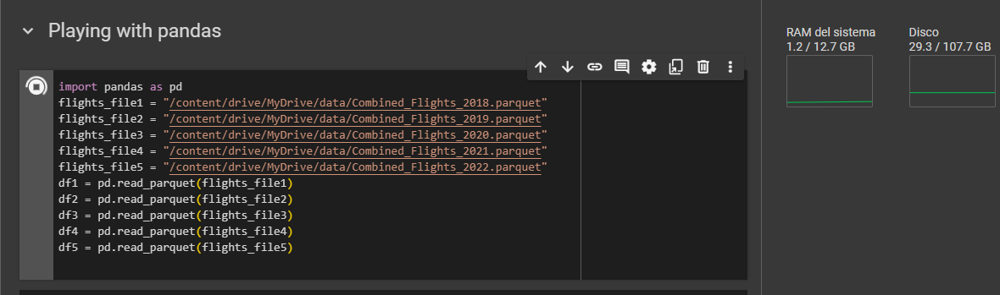 Playing with pandas
RAM del sistema
1.2 / 12.7 GB
Disco
29.3 / 107.7 GB
import pandas as pd
flights_file1 = "/content/drive/MyDrive/data/Combined_Flights_2018.parquet"
flights_file2 = "/content/drive/MyDrive/data/Combined_Flights_2019.parquet"
flights_file3 = "/content/drive/MyDrive/data/Combined_Flights_2020.parquet"
flights_file4 = "/content/drive/MyDrive/data/Combined_Flights_2021.parquet"
flights_file5 = "/content/drive/MyDrive/data/Combined_Flights_2022.parquet"
df1 = pd.read_parquet(flights_file1)
df2 = pd.read_parquet(flights_file2)
df3 = pd.read_parquet(flights_file3)
df4 = pd.read_parquet(flights_file4)
df5 = pd.read_parquet(flights_file5)